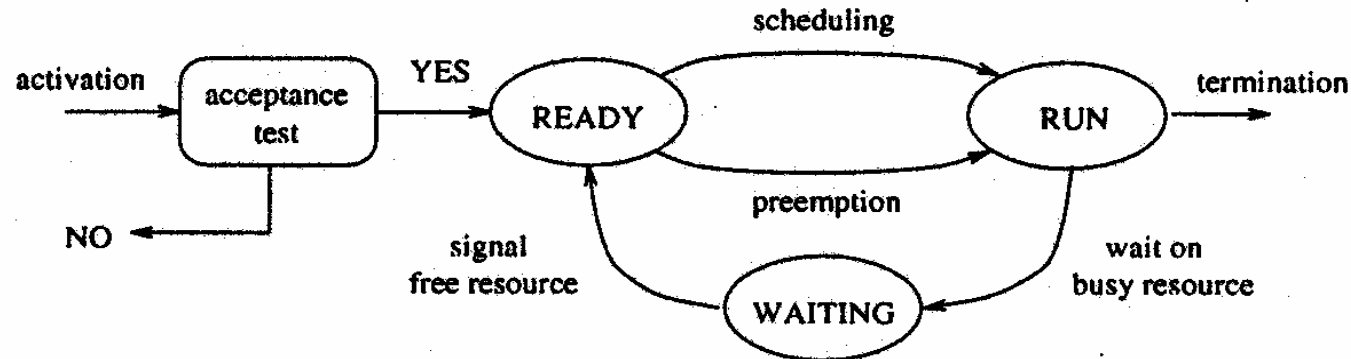 scheduling
activation
acceptance
test
YES
READY
RUN
termination
preemption
NO
signal
free resource
wait on
busy resource
WAITING